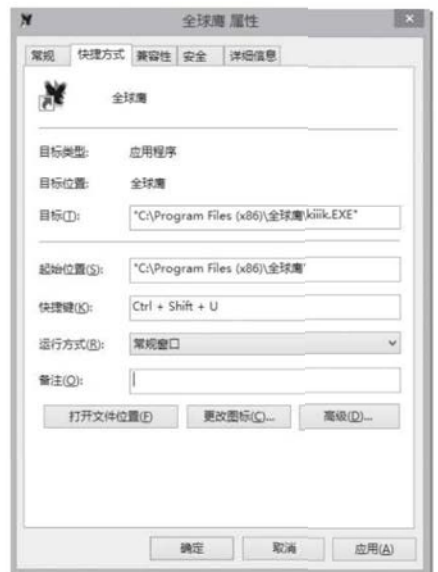 全球鹰 属性
常规 快捷方式 兼容性 安全 详细信息
全球鹰
目标类型: 应用程序
目标位置: 全球鹰
目标(T): "C:\Program Files (x86)\全球鹰\kiiik.EXE"
起始位置(S): "C:\Program Files (x86)\全球鹰"
快捷键(K): Ctrl + Shift + U
运行方式(R): 常规窗口
备注(O):
打开文件位置(F) 更改图标(C)... 高级(D)...
确定 取消 应用(A)